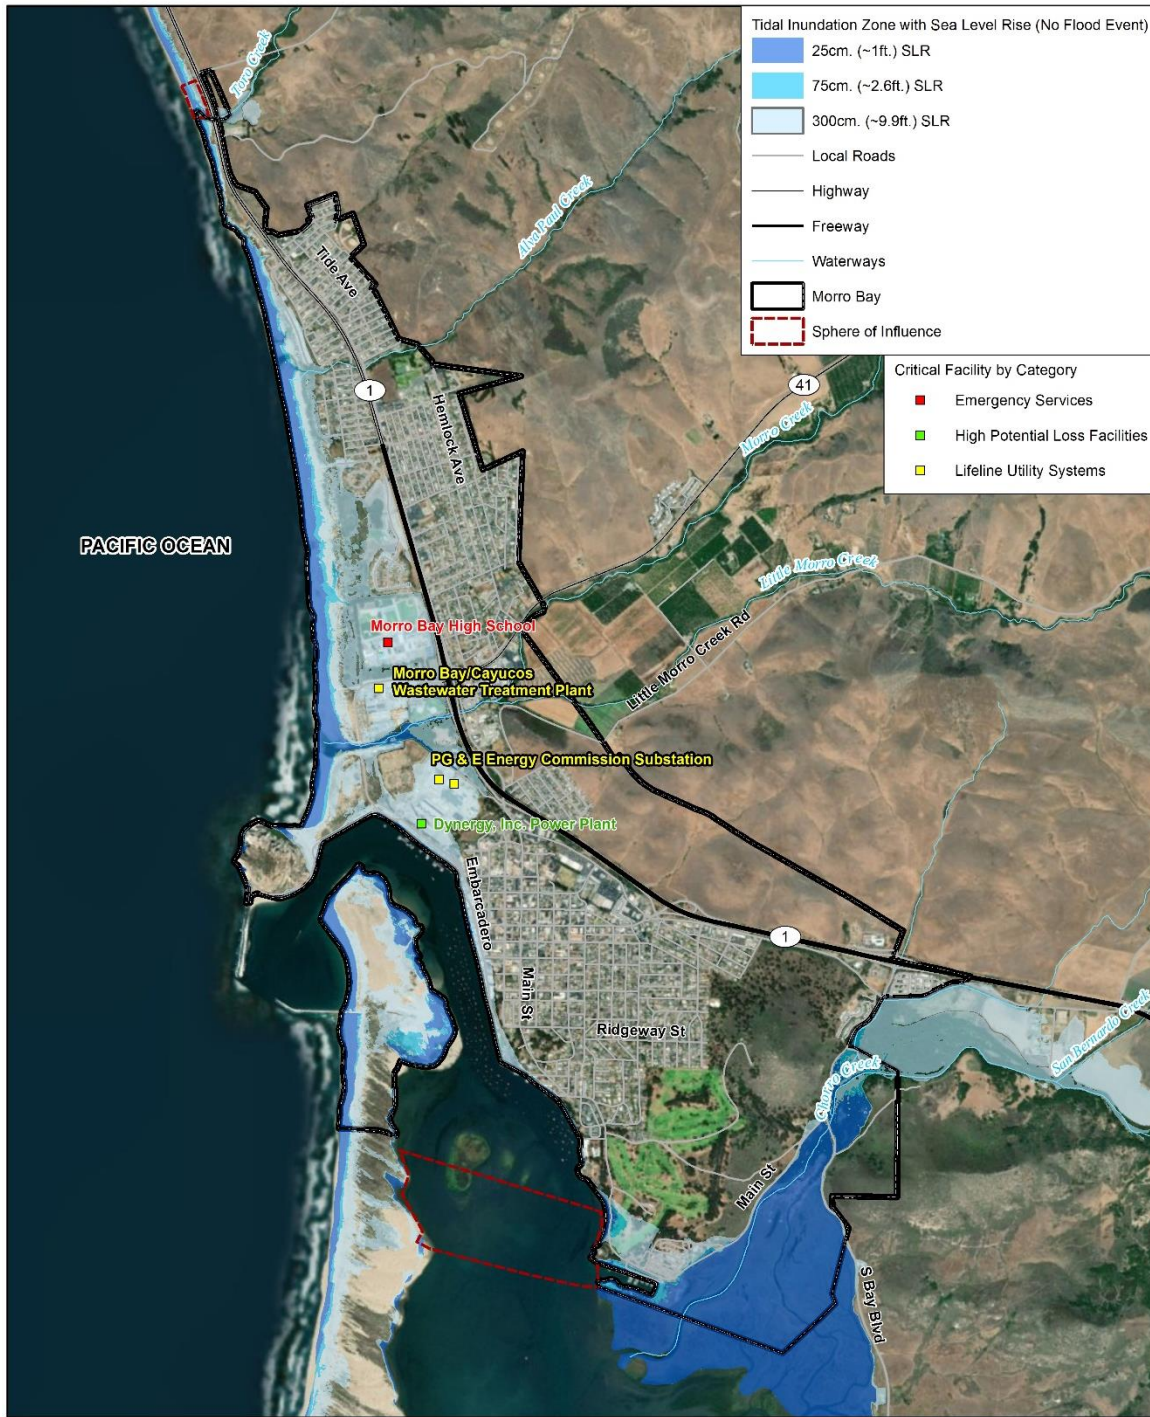 Tidal Inundation Zone with Sea Level Rise (No Flood Event)
25cm. (~1ft.) SLR
75cm. (~2.6ft.) SLR
300cm. (~9.9ft.) SLR
Local Roads
Highway
Freeway
Waterways
Morro Bay
Sphere of Influence
Critical Facility by Category
Emergency Services
High Potential Loss Facilities
Lifeline Utility Systems
Toro Creek
Alva Paul Creek
Tide Ave
1
41
Hemlock Ave
Morro Creek
PACIFIC OCEAN
Little Morro Creek
Morro Bay High School
Little Morro Creek Rd
Morro Bay/Cayucos
Wastewater Treatment Plant
PG & E Energy Commission Substation
Dynergy, Inc. Power Plant
Embarcadero
1
Main St
Ridgeway St
San Bernardo Creek
Chorro Creek
Main St
S Bay Blvd